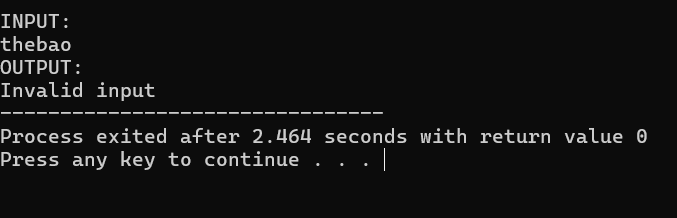 INPUT:
thebao
OUTPUT:
Invalid input
--------------------------------
Process exited after 2.464 seconds with return value 0
Press any key to continue . . .